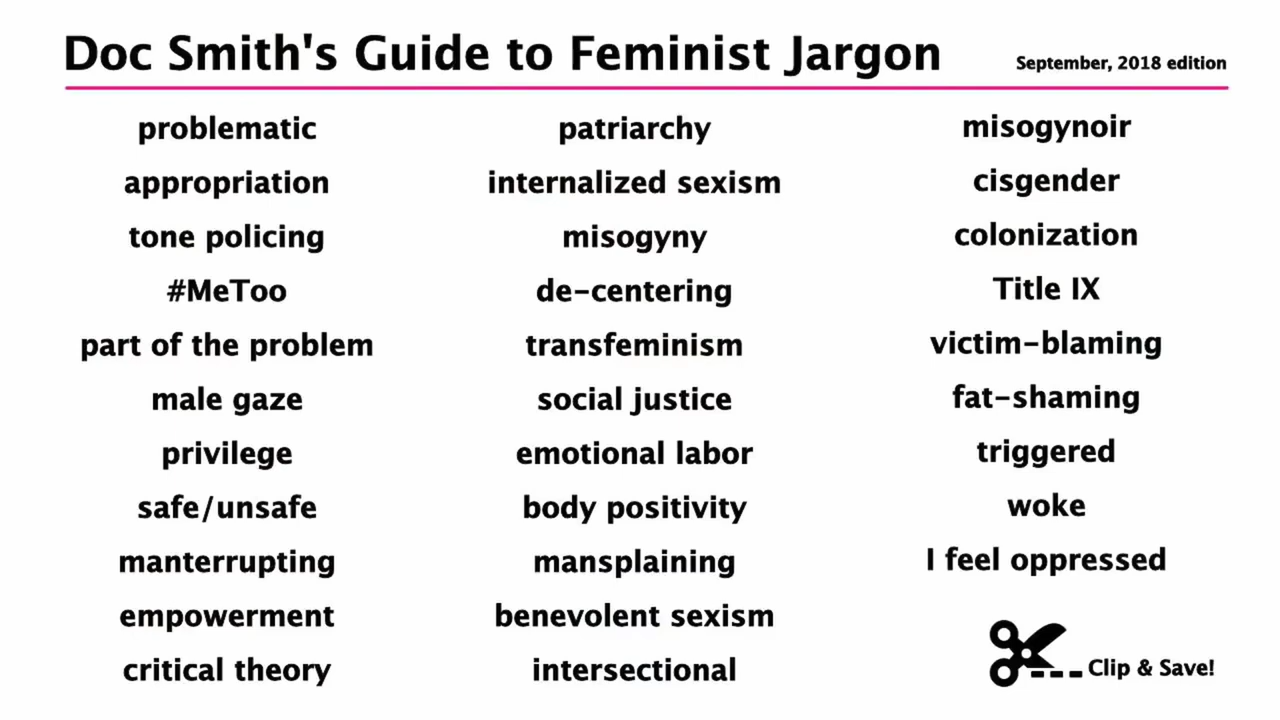 Doc Smith's Guide to Feminist Jargon
September, 2018 edition
problematic
appropriation
tone policing
#MeToo
part of the problem
male gaze
privilege
safe/unsafe
manterrupting
empowerment
critical theory
patriarchy
internalized sexism
misogyny
de-centering
transfeminism
social justice
emotional labor
body positivity
mansplaining
benevolent sexism
intersectional
misogynoir
cisgender
colonization
Title IX
victim-blaming
fat-shaming
triggered
woke
I feel oppressed
Clip & Save!